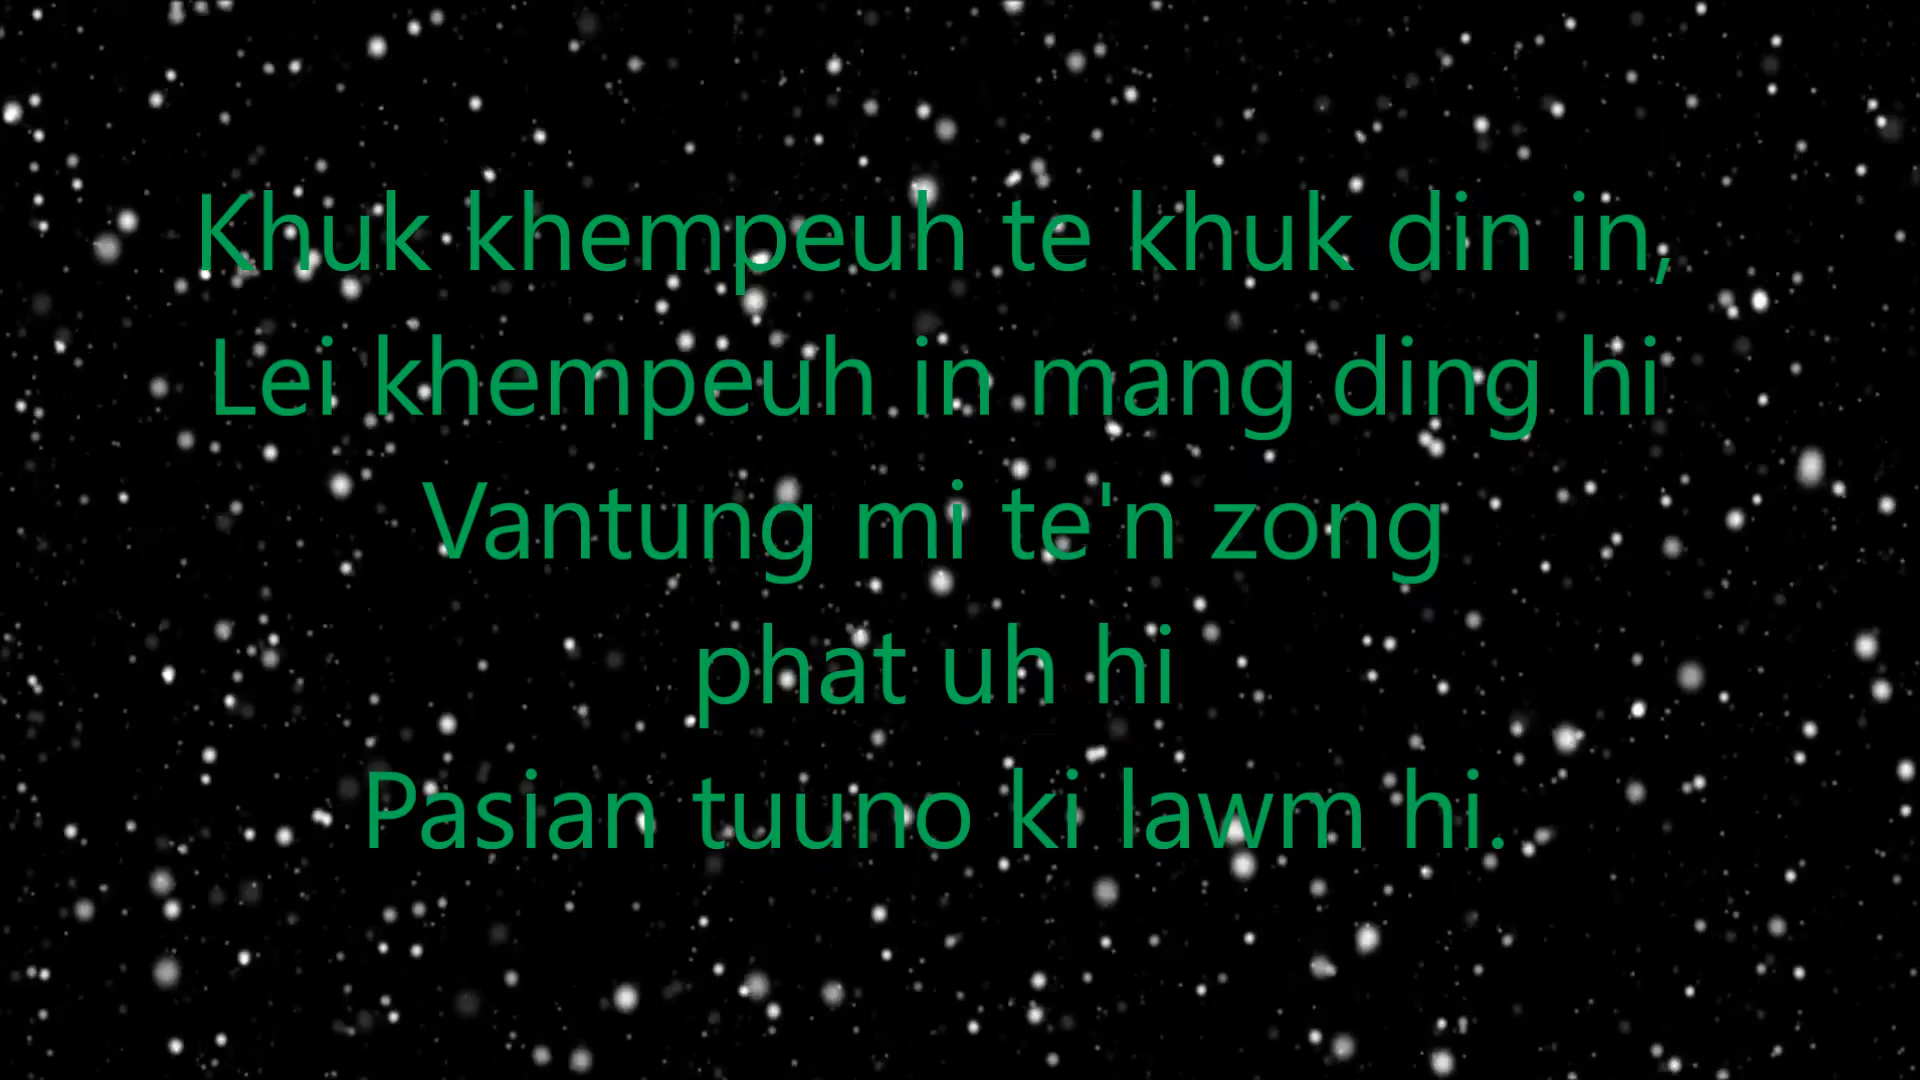 Khuk khempeuh te khuk din in,
Lei khempeuh in mang ding hi
Vantung mi te'n zong
phat uh hi
Pasian tuuno ki lawm hi.